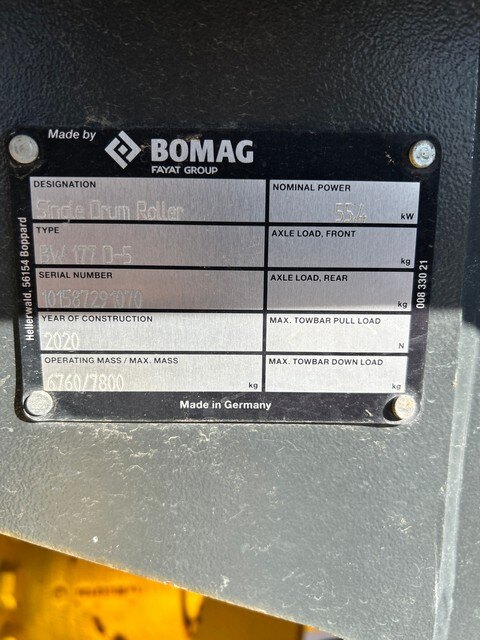 Made by BOMAG
FAYAT GROUP
DESIGNATION
Single Drum Roller
NOMINAL POWER
55.4 kW
TYPE
BW 177 D-5
AXLE LOAD, FRONT
kg
SERIAL NUMBER
101587291070
AXLE LOAD, REAR
kg
YEAR OF CONSTRUCTION
2020
MAX. TOWBAR PULL LOAD
N
OPERATING MASS / MAX. MASS
6760/7800 kg
MAX. TOWBAR DOWN LOAD
kg
Made in Germany
Hellerwald, 56154 Boppard
008 330 21